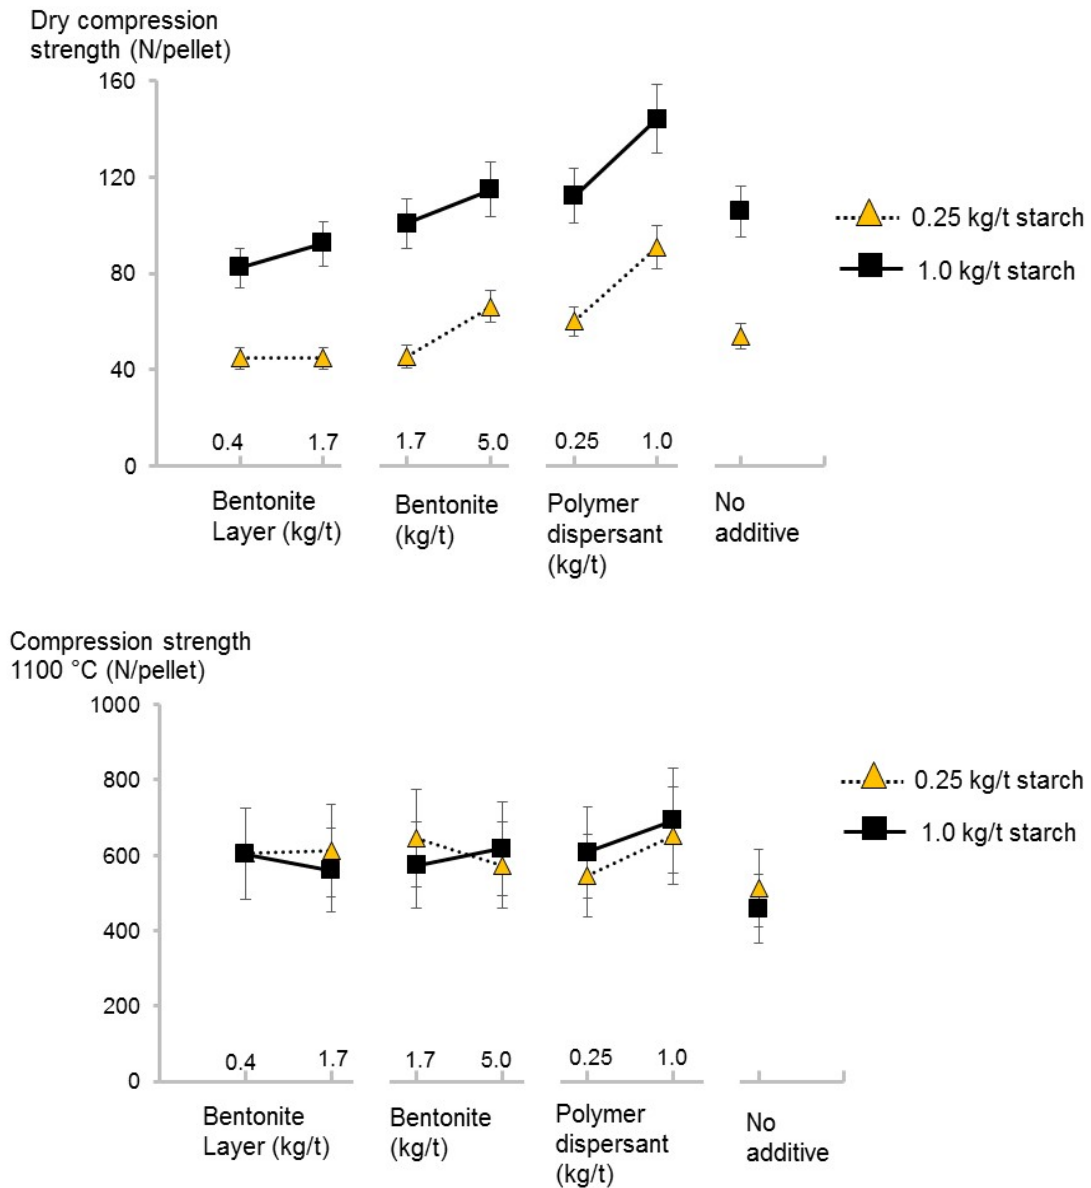 Dry compression
strength (N/pellet)
160
120
80
40
0
0.4 1.7 1.7 5.0 0.25 1.0
Bentonite
Layer (kg/t)
Bentonite
(kg/t)
Polymer
dispersant
(kg/t)
No
additive
0.25 kg/t starch
1.0 kg/t starch
Compression strength
1100 °C (N/pellet)
1000
800
600
400
200
0
0.4 1.7 1.7 5.0 0.25 1.0
Bentonite
Layer (kg/t)
Bentonite
(kg/t)
Polymer
dispersant
(kg/t)
No
additive
0.25 kg/t starch
1.0 kg/t starch